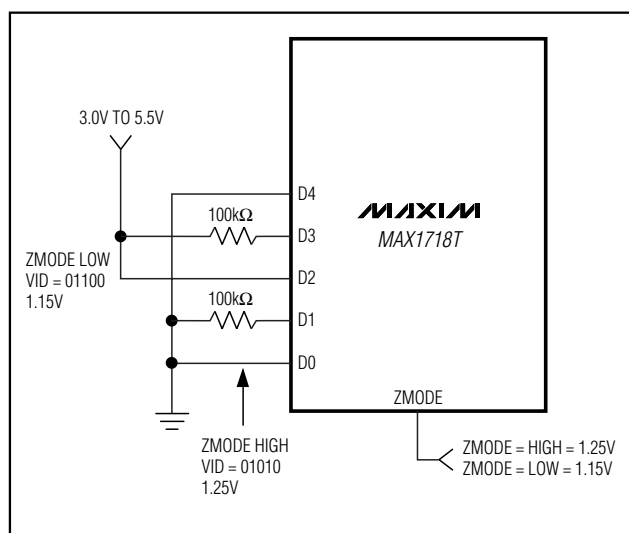 3.0V TO 5.5V
D4
100kΩ
MAXIM
D3
MAX1718T
ZMODE LOW
VID = 01100
1.15V
D2
100kΩ
D1
D0
ZMODE
ZMODE HIGH
VID = 01010
1.25V
ZMODE = HIGH = 1.25V
ZMODE = LOW = 1.15V